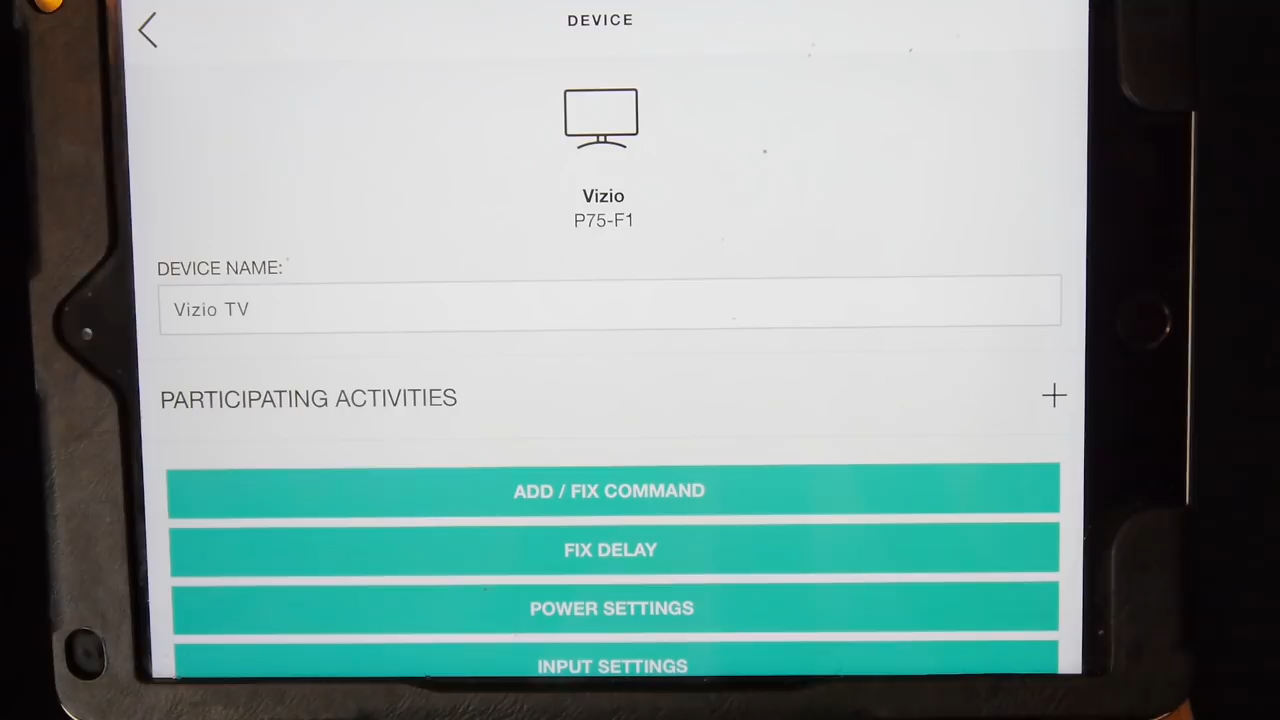 DEVICE
Vizio
P75-F1
DEVICE NAME:
Vizio TV
PARTICIPATING ACTIVITIES
ADD / FIX COMMAND
FIX DELAY
POWER SETTINGS
INPUT SETTINGS